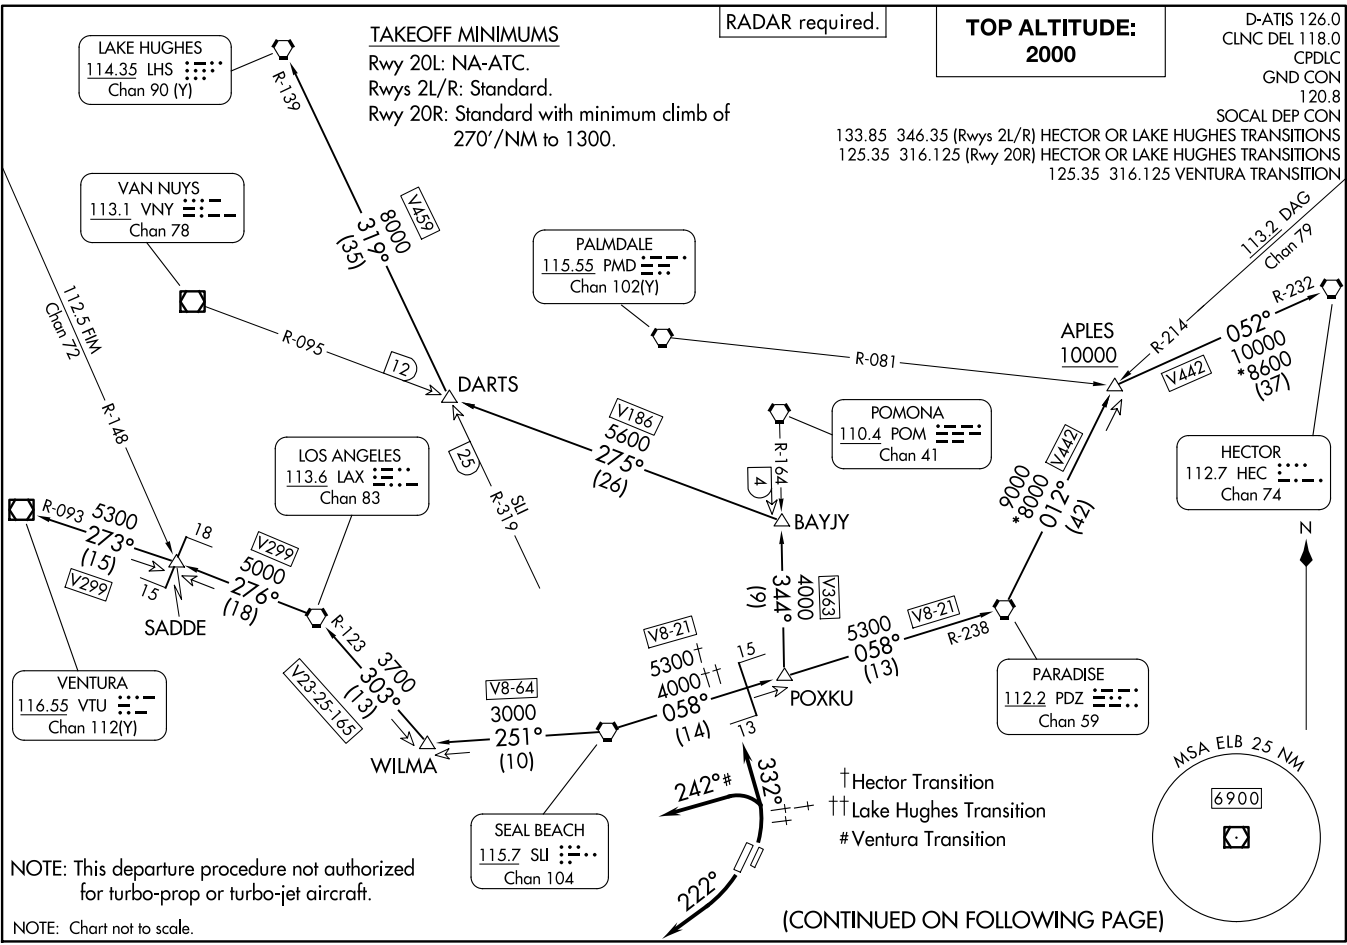 RADAR required.
TOP ALTITUDE:
2000
D-ATIS 126.0
CLNC DEL 118.0
CPDLC
GND CON
120.8
SOCAL DEP CON
133.85 346.35 (Rwys 2L/R) HECTOR OR LAKE HUGHES TRANSITIONS
125.35 316.125 (Rwy 20R) HECTOR OR LAKE HUGHES TRANSITIONS
125.35 316.125 VENTURA TRANSITION
TAKEOFF MINIMUMS
Rwy 20L: NA-ATC.
Rwys 2L/R: Standard.
Rwy 20R: Standard with minimum climb of
270'/NM to 1300.
LAKE HUGHES
114.35 LHS
Chan 90 (Y)
R-139
V459
8000
319°
(35)
VAN NUYS
113.1 VNY
Chan 78
R-095
12
DARTS
25
SLI
R-319
112.5 FIM
Chan 72
R-148
PALMDALE
115.55 PMD
Chan 102(Y)
R-081
113.2 DAG
Chan 79
R-214
APLES
10000
R-232
052°
V442
10000
*8600
(37)
HECTOR
112.7 HEC
Chan 74
N
POMONA
110.4 POM
Chan 41
R-164
4
BAYJY
V186
5600
275°
(26)
V442
9000
*8000
012°
(42)
LOS ANGELES
113.6 LAX
Chan 83
R-093
5300
273°
(15)
V299
18
15
SADDE
V299
5000
276°
(18)
R-123
3700
303°
(13)
V23-25-165
WILMA
VENTURA
116.55 VTU
Chan 112(Y)
V8-64
3000
251°
(10)
V8-21
5300†
4000††
058°
(14)
15
13
POXKU
V363
4000
344°
(9)
V8-21
5300
058°
(13)
R-238
PARADISE
112.2 PDZ
Chan 59
SEAL BEACH
115.7 SLI
Chan 104
242°#
332°†
††
222°
†Hector Transition
††Lake Hughes Transition
#Ventura Transition
MSA ELB 25 NM
6900
NOTE: This departure procedure not authorized
for turbo-prop or turbo-jet aircraft.
NOTE: Chart not to scale.
(CONTINUED ON FOLLOWING PAGE)